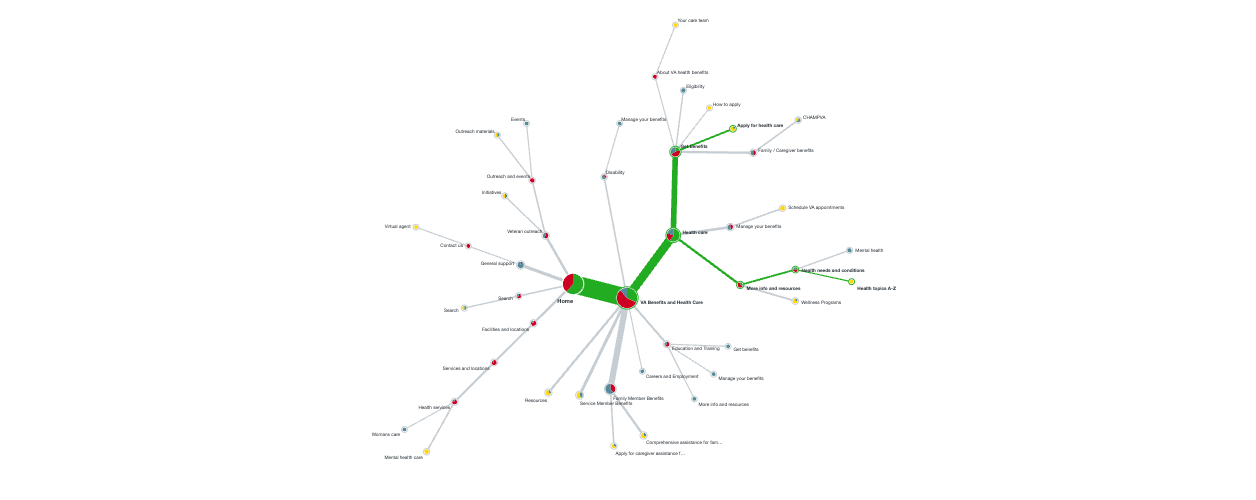 Your care team
About VA health benefits
Eligibility
How to apply
Apply for health care
CHAMPVA
Events
Outreach materials
Manage your benefits
Get Benefits
Family / Caregiver benefits
Outreach and events
Disability
Initiatives
Schedule VA appointments
Virtual agent
Veteran outreach
Health care
Manage your benefits
Contact us
Mental health
General support
Health needs and conditions
More info and resources
Health topics A-Z
Search
Home
VA Benefits and Health Care
Wellness Programs
Search
Facilities and locations
Education and Training
Get benefits
Services and locations
Careers and Employment
Manage your benefits
Resources
Service Member Benefits
Family Member Benefits
More info and resources
Health services
Womans care
Comprehensive assistance for fam...
Mental health care
Apply for caregiver assistance f...